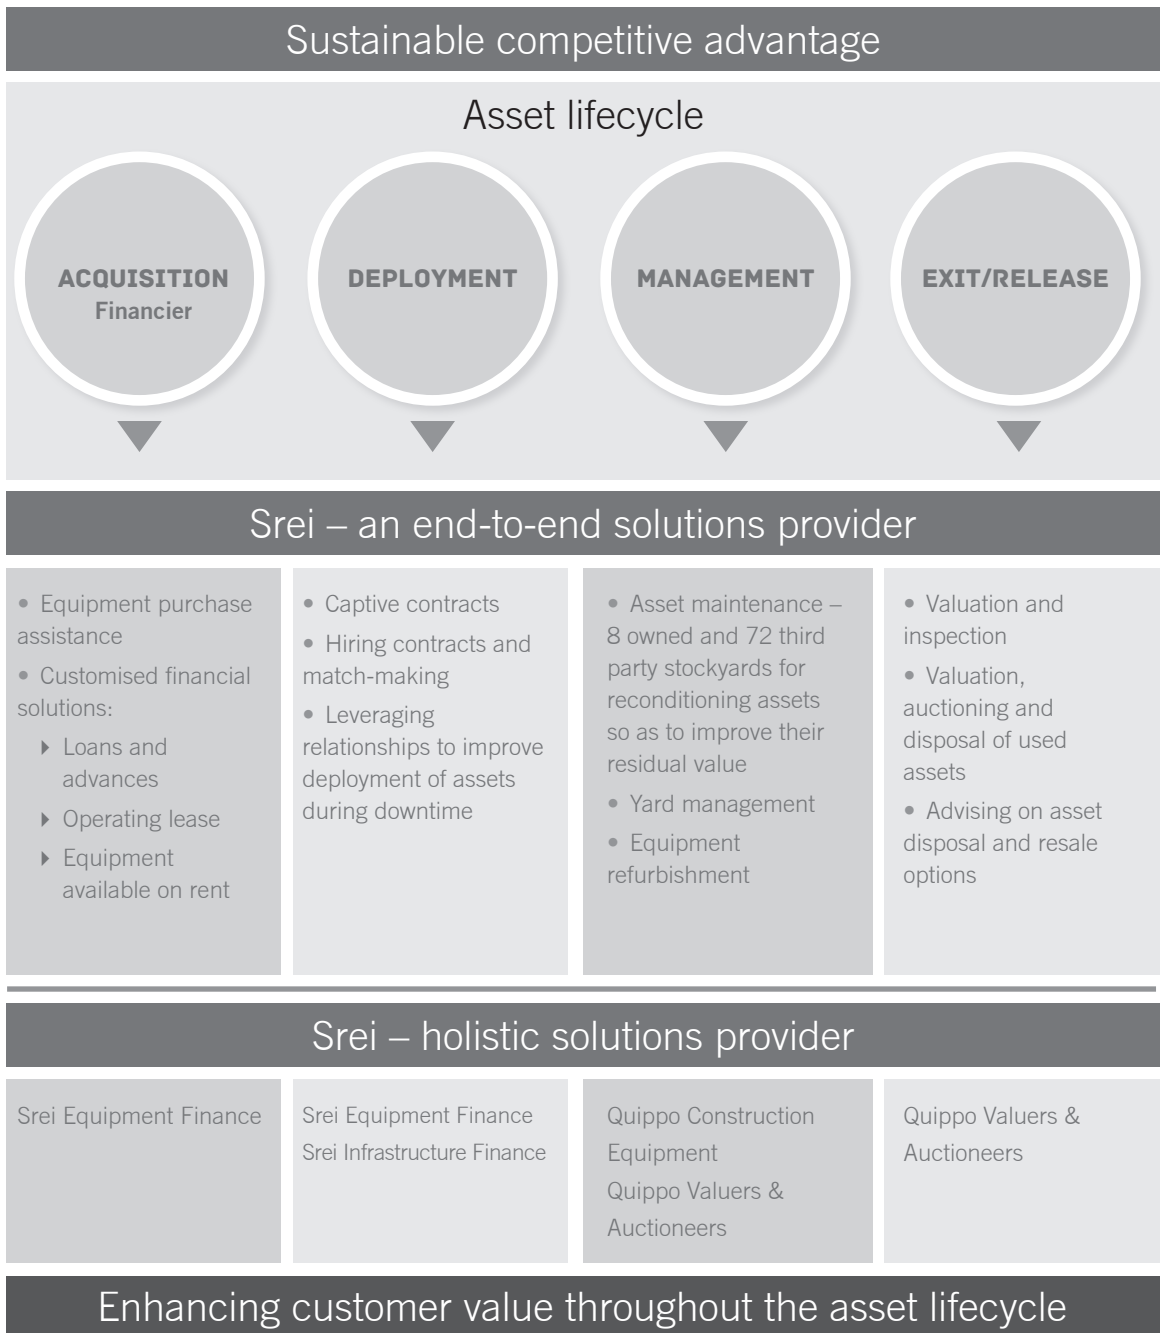 Sustainable competitive advantage
Asset lifecycle
ACQUISITION
Financier
DEPLOYMENT
MANAGEMENT
EXIT/RELEASE
Srei – an end-to-end solutions provider
• Equipment purchase
assistance
• Customised financial
solutions:
Loans and
advances
Operating lease
Equipment
available on rent
• Captive contracts
• Hiring contracts and
match-making
• Leveraging
relationships to improve
deployment of assets
during downtime
• Asset maintenance –
8 owned and 72 third
party stockyards for
reconditioning assets
so as to improve their
residual value
• Yard management
• Equipment
refurbishment
• Valuation and
inspection
• Valuation,
auctioning and
disposal of used
assets
• Advising on asset
disposal and resale
options
Srei – holistic solutions provider
Srei Equipment Finance
Srei Equipment Finance
Srei Infrastructure Finance
Quippo Construction
Equipment
Quippo Valuers &
Auctioneers
Quippo Valuers &
Auctioneers
Enhancing customer value throughout the asset lifecycle